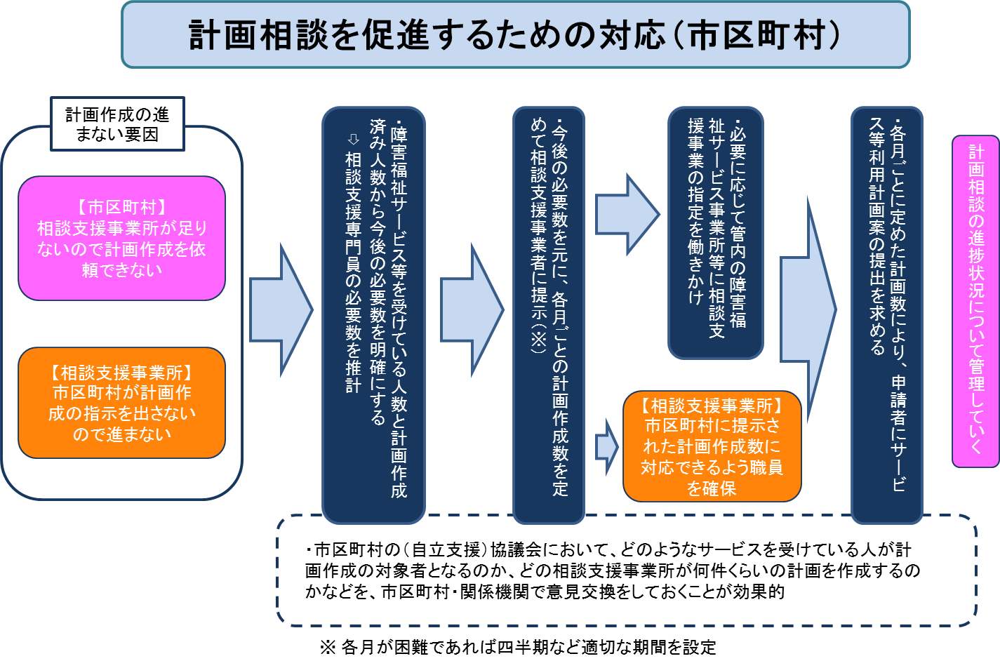 計画相談を促進するための対応（市区町村）
計画作成の進
まない要因
【市区町村】
相談支援事業所が足り
ないので計画作成を依
頼できない
【相談支援事業所】
市区町村が計画作
成の指示を出さない
ので進まない
・障害福祉サービス等を受けている人数と計画作成
済み人数から今後の必要数を明確にする
⇩ 相談支援専門員の必要数を推計
・今後の必要数を元に、各月ごとの計画作成数を定
めて相談支援事業者に提示（※）
・必要に応じて管内の障害福
祉サービス事業所等に相談支
援事業の指定を働きかけ
【相談支援事業所】
市区町村に提示さ
れた計画作成数に
対応できるよう職員
を確保
・各月ごとに定めた計画数により、申請者にサービ
ス等利用計画案の提出を求める
計画相談の進捗状況について管理していく
・市区町村の（自立支援）協議会において、どのようなサービスを受けている人が計
画作成の対象者となるのか、どの相談支援事業所が何件くらいの計画を作成するの
かなどを、市区町村・関係機関で意見交換をしておくことが効果的
※ 各月が困難であれば四半期など適切な期間を設定